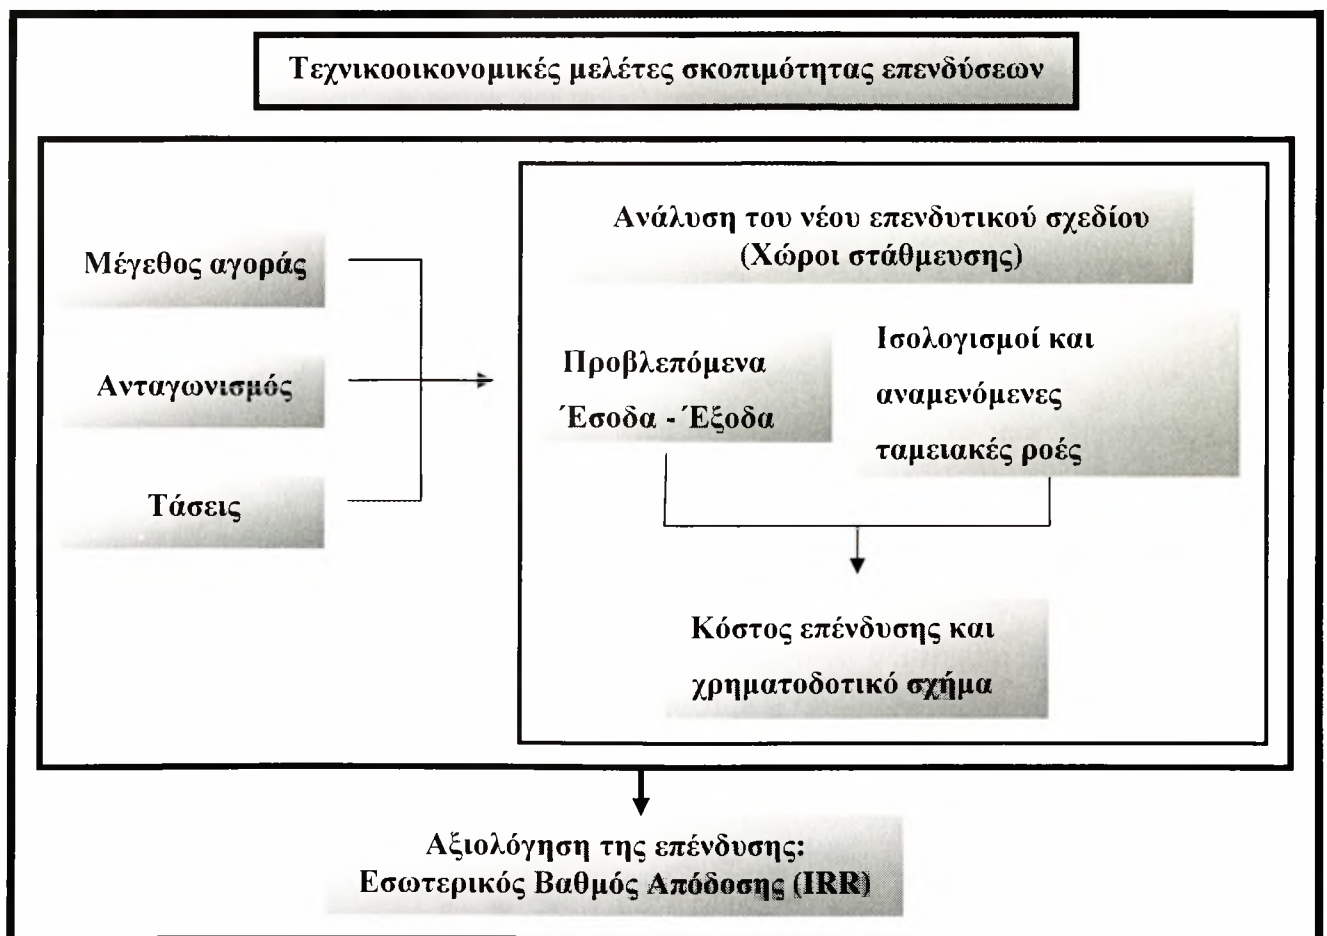 Τεχνικοοικονομικές μελέτες σκοπιμότητας επενδύσεων
Μέγεθος αγοράς
Ανταγωνισμός
Τάσεις
Ανάλυση του νέου επενδυτικού σχεδίου
(Χώροι στάθμευσης)
Προβλεπόμενα
Έσοδα - Έξοδα
Ισολογισμοί και
αναμενόμενες
ταμειακές ροές
Κόστος επένδυσης και
χρηματοδοτικό σχήμα
Αξιολόγηση της επένδυσης:
Εσωτερικός Βαθμός Απόδοσης (IRR)